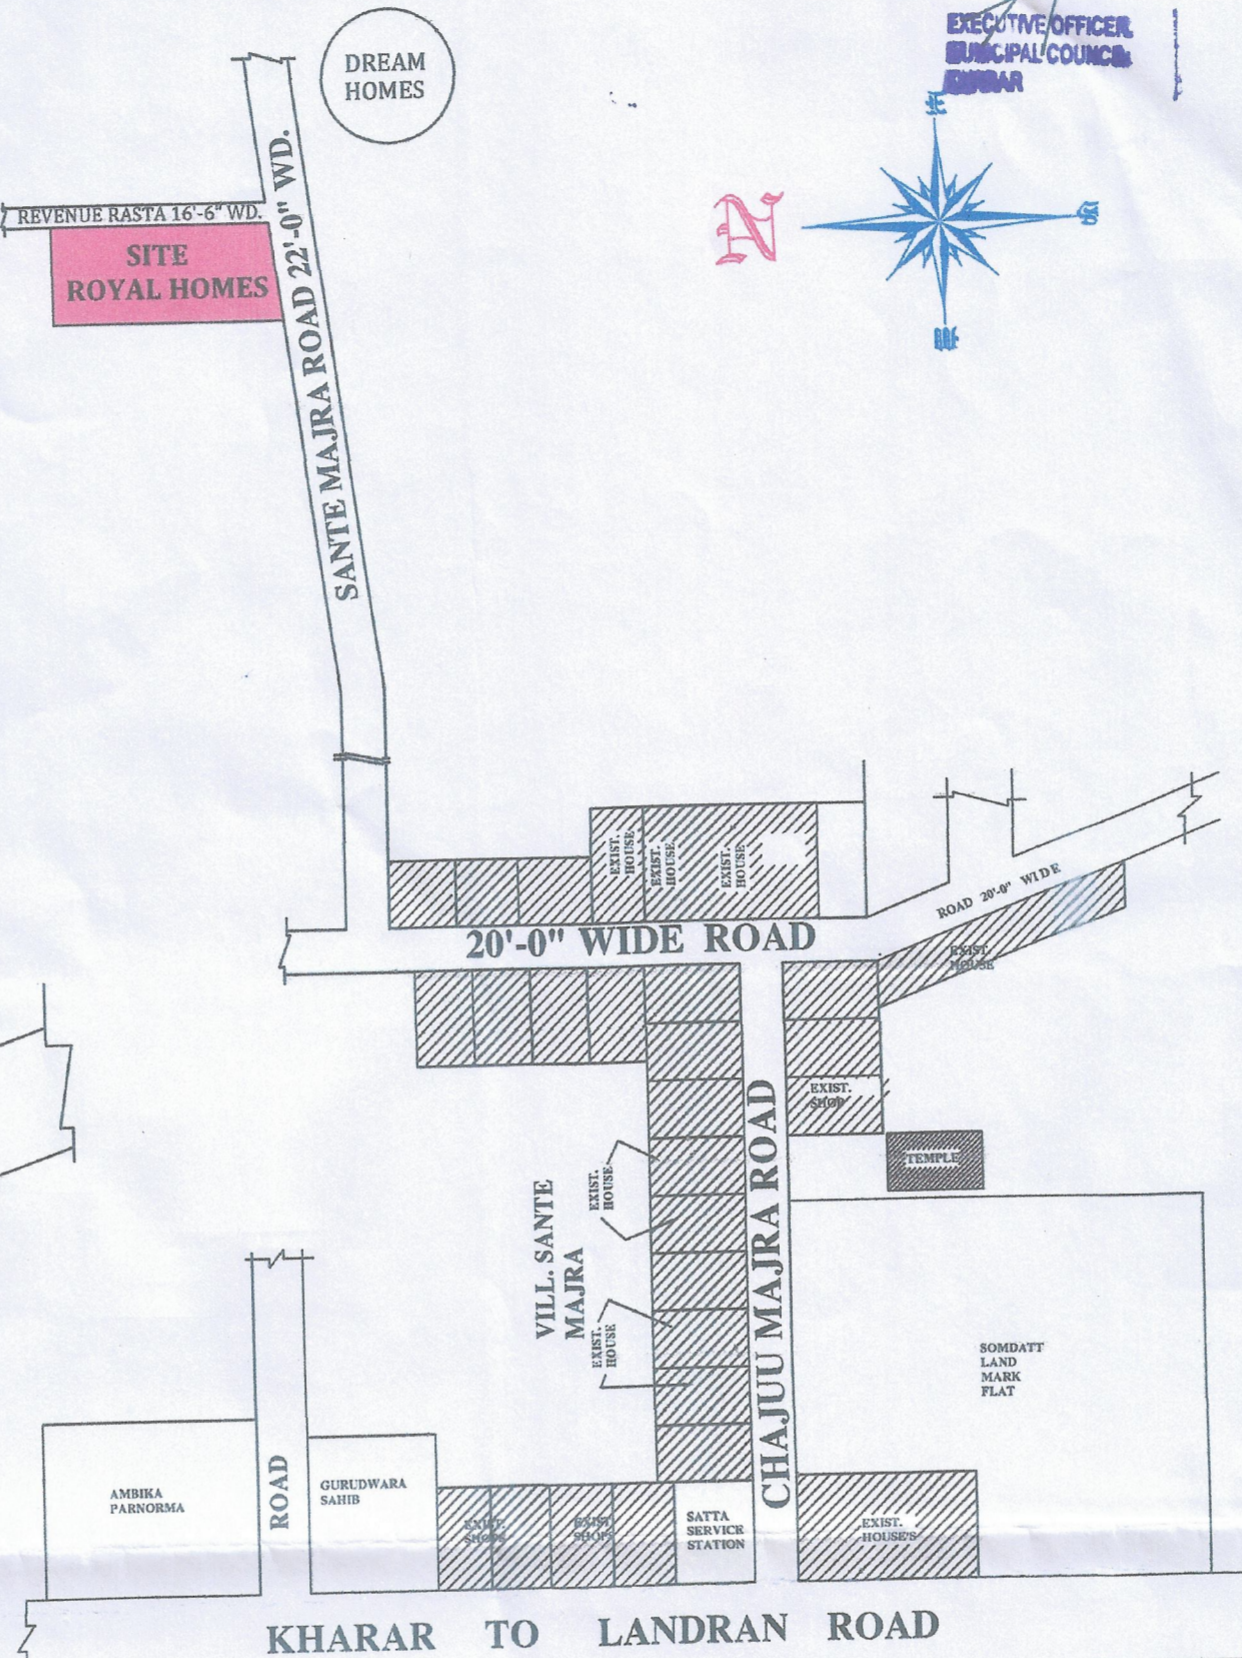 EXECUTIVE OFFICER
MUNICIPAL COUNCIL
DREAM
HOMES
N
E
S
W
REVENUE RASTA 16'-6" WD.
SITE
ROYAL HOMES
SANTE MAJRA ROAD 22'-0" WD.
EXIST.
HOUSE
EXIST.
HOUSE
EXIST.
HOUSE
ROAD 20'-0" WIDE
20'-0" WIDE ROAD
EXIST.
HOUSE
EXIST.
SHOP
TEMPLE
EXIST.
HOUSE
VILL. SANTE
MAJRA
EXIST.
HOUSE
CHAJUU MAJRA ROAD
SOMDATT
LAND
MARK
FLAT
AMBIKA
PARNORMA
ROAD
GURUDWARA
SAHIB
EXIST.
SHOPS
EXIST.
SHOPS
SATTA
SERVICE
STATION
EXIST.
HOUSE'S
KHARAR TO LANDRAN ROAD